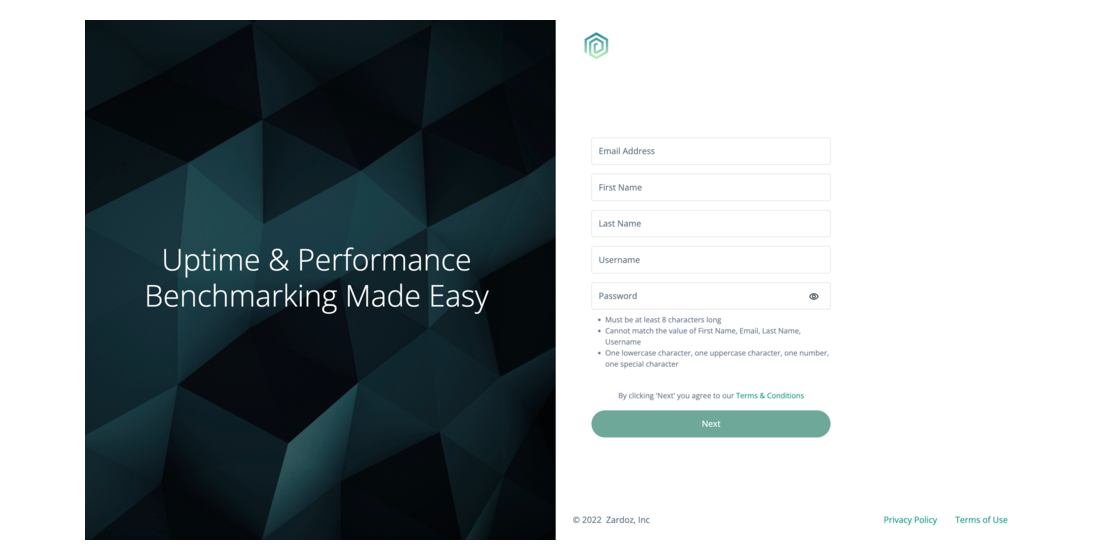 Uptime & Performance
Benchmarking Made Easy
Email Address
First Name
Last Name
Username
Password
• Must be at least 8 characters long
• Cannot match the value of First Name, Email, Last Name,
Username
• One lowercase character, one uppercase character, one number,
one special character
By clicking 'Next' you agree to our Terms & Conditions
Next
© 2022 Zardoz, Inc
Privacy Policy
Terms of Use